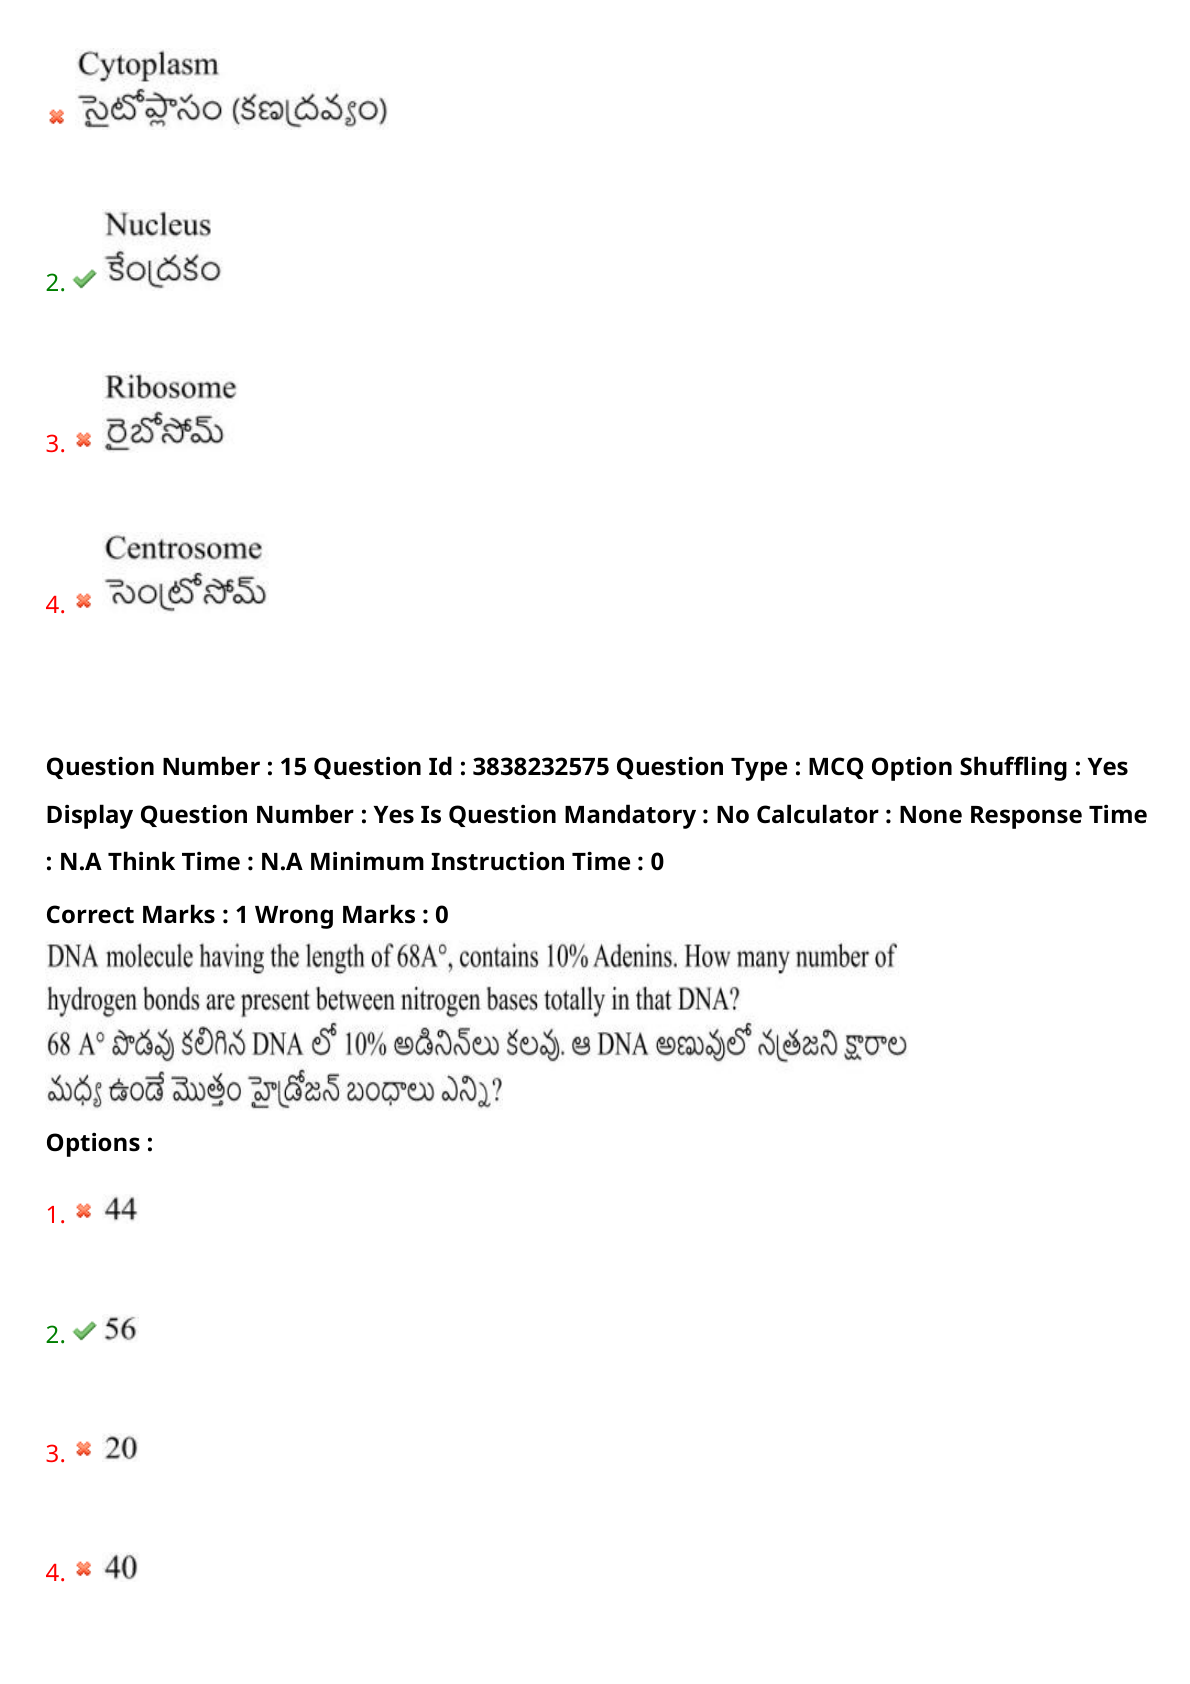 Cytoplasm
సైటోప్లాసం (కణద్రవ్యం)
Nucleus
2. కేంద్రకం
Ribosome
3. రైబోసోమ్
Centrosome
4. సెంట్రోసోమ్
Question Number : 15 Question Id : 3838232575 Question Type : MCQ Option Shuffling : Yes
Display Question Number : Yes Is Question Mandatory : No Calculator : None Response Time
: N.A Think Time : N.A Minimum Instruction Time : 0
Correct Marks : 1 Wrong Marks : 0
DNA molecule having the length of 68A°, contains 10% Adenins. How many number of
hydrogen bonds are present between nitrogen bases totally in that DNA?
68 A° పొడవు కలిగిన DNA లో 10% అడినిన్‌లు కలవు. ఆ DNA అణువులో నత్రజని క్షారాల
మధ్య ఉండే మొత్తం హైడ్రోజన్ బంధాలు ఎన్ని?
Options :
1. 44
2. 56
3. 20
4. 40